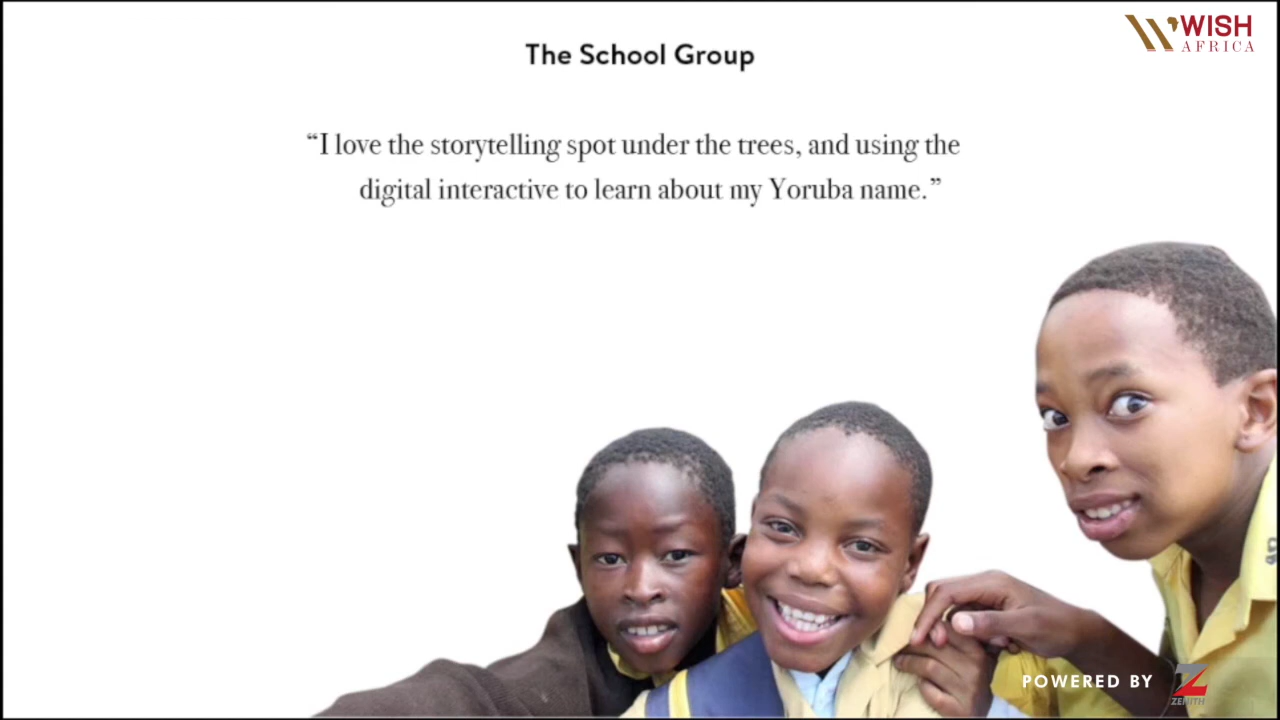 WISH
AFRICA
The School Group
“I love the storytelling spot under the trees, and using the
digital interactive to learn about my Yoruba name.”
POWERED BY
ZENITH